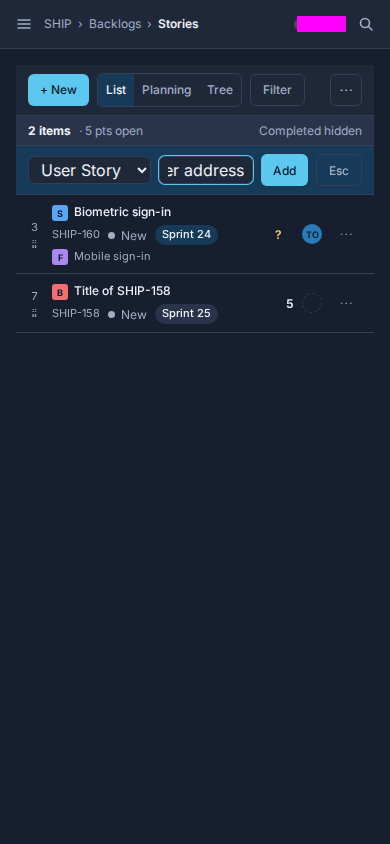 SHIP › Backlogs › Stories
+ New List Planning Tree Filter ...
2 items · 5 pts open Completed hidden
User Story er address Add Esc
3 S Biometric sign-in
SHIP-160 New Sprint 24 ? TO ...
F Mobile sign-in
7 B Title of SHIP-158
SHIP-158 New Sprint 25 5 ...